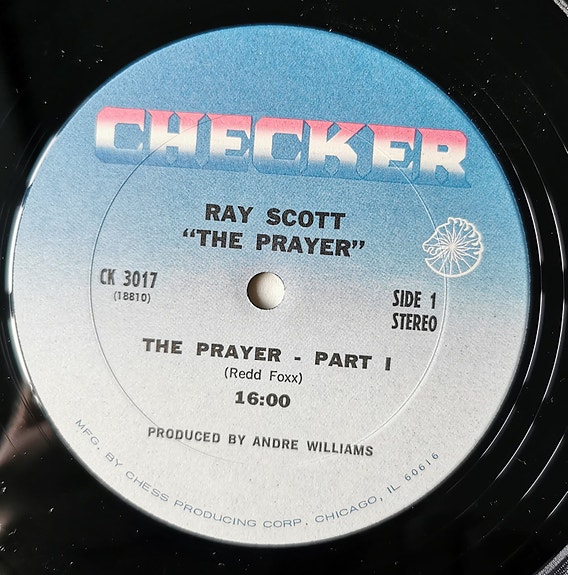 CHECKER
RAY SCOTT
"THE PRAYER"
CK 3017
(18810)
SIDE 1
STEREO
THE PRAYER - PART I
(Redd Foxx)
16:00
PRODUCED BY ANDRE WILLIAMS
MFG. BY CHESS PRODUCING CORP. CHICAGO, IL 60616